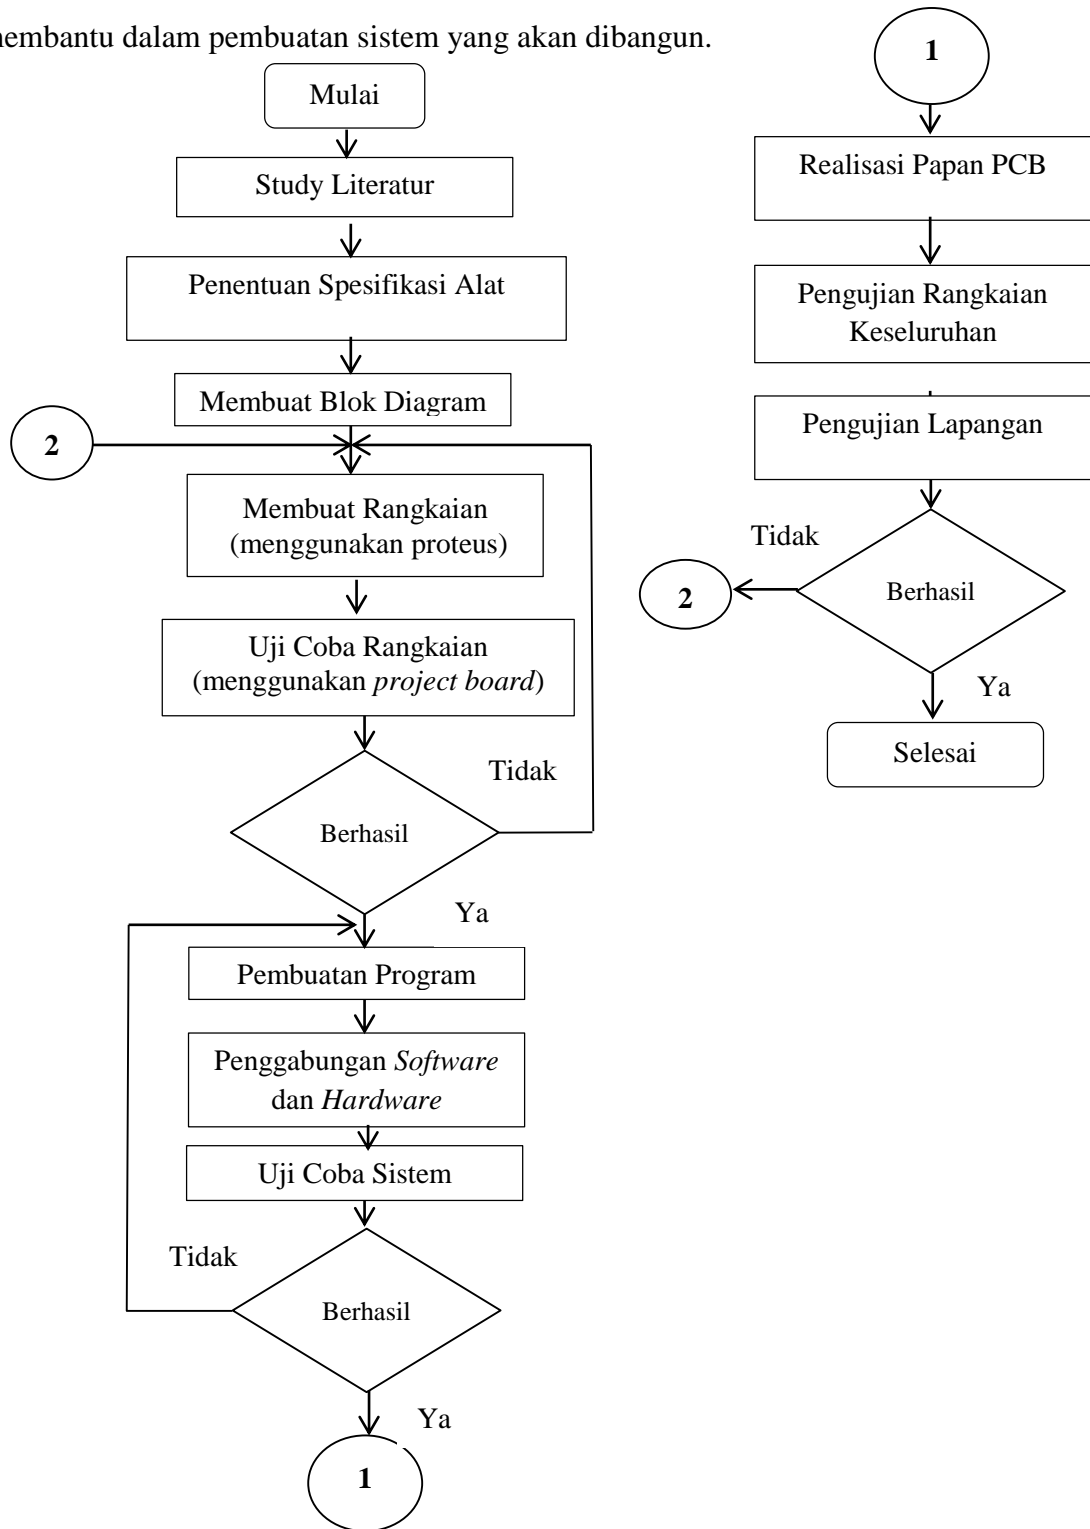 membantu dalam pembuatan sistem yang akan dibangun.
Mulai
Study Literatur
Penentuan Spesifikasi Alat
Membuat Blok Diagram
2
Membuat Rangkaian
(menggunakan proteus)
Uji Coba Rangkaian
(menggunakan project board)
Tidak
Berhasil
Ya
Pembuatan Program
Penggabungan Software
dan Hardware
Uji Coba Sistem
Tidak
Berhasil
Ya
1
1
Realisasi Papan PCB
Pengujian Rangkaian
Keseluruhan
Pengujian Lapangan
Tidak
Berhasil
2
Ya
Selesai